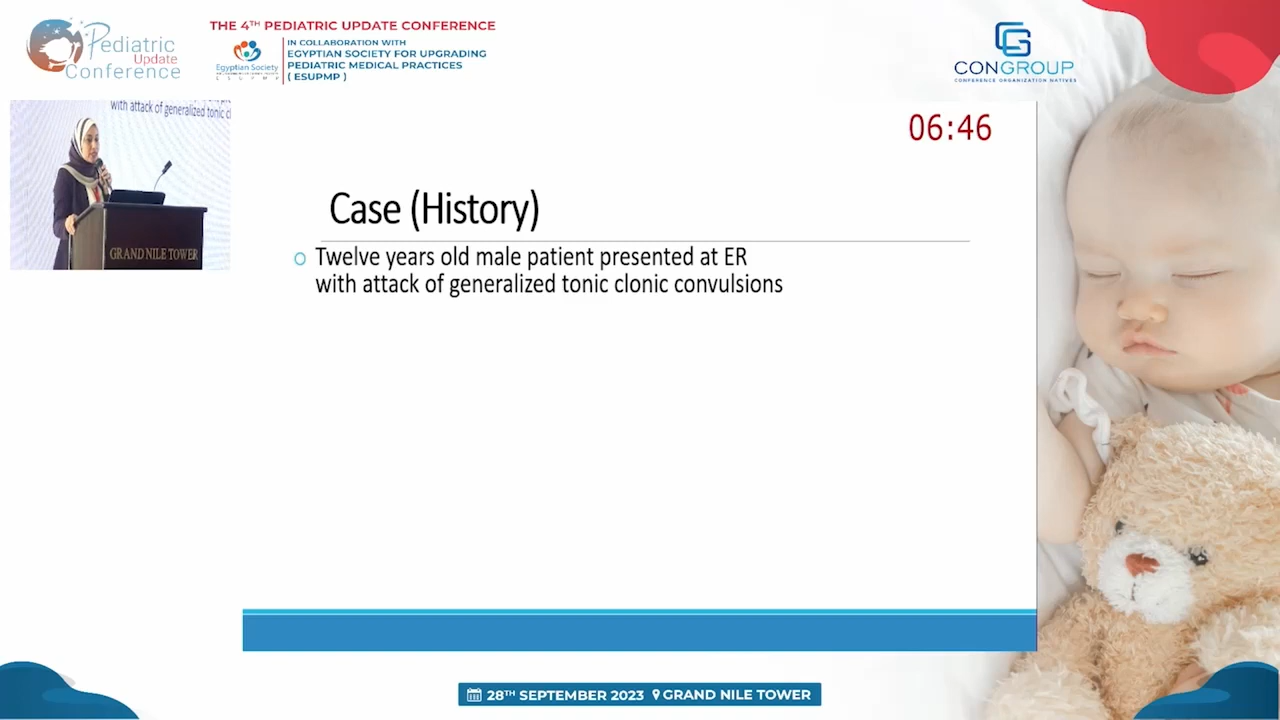 Pediatric
Update
Conference
THE 4TH PEDIATRIC UPDATE CONFERENCE
Egyptian Society
E S U P M P
IN COLLABORATION WITH
EGYPTIAN SOCIETY FOR UPGRADING
PEDIATRIC MEDICAL PRACTICES
( ESUPMP )
CONGROUP
CONFERENCE ORGANIZATION NATIVES
with attack of generalized tonic cl
GRAND NILE TOWER
06:46
Case (History)
Twelve years old male patient presented at ER
with attack of generalized tonic clonic convulsions
28TH SEPTEMBER 2023 GRAND NILE TOWER